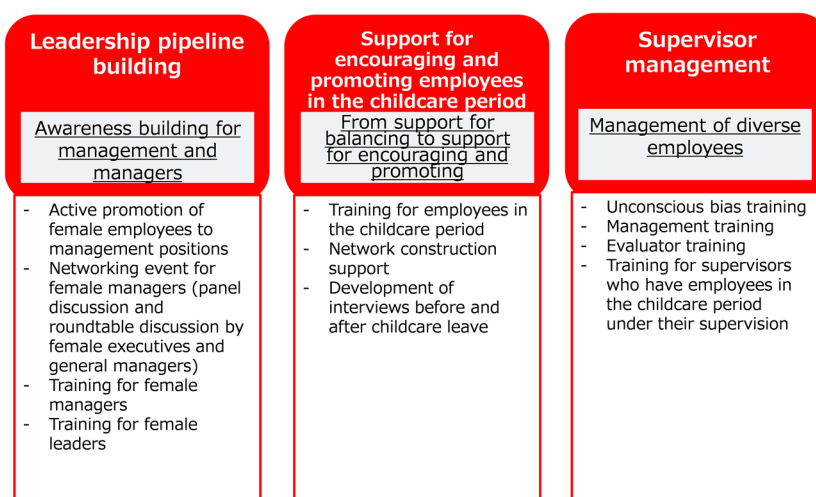 Leadership pipeline
building
Awareness building for
management and
managers
- Active promotion of
female employees to
management positions
- Networking event for
female managers (panel
discussion and
roundtable discussion by
female executives and
general managers)
- Training for female
managers
- Training for female
leaders
Support for
encouraging and
promoting employees
in the childcare period
From support for
balancing to support
for encouraging and
promoting
- Training for employees in
the childcare period
- Network construction
support
- Development of
interviews before and
after childcare leave
Supervisor
management
Management of diverse
employees
- Unconscious bias training
- Management training
- Evaluator training
- Training for supervisors
who have employees in
the childcare period
under their supervision